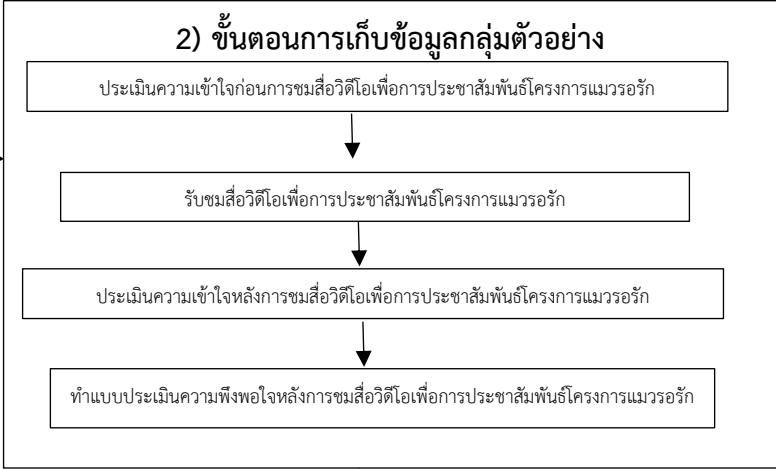 2) ขั้นตอนการเก็บข้อมูลกลุ่มตัวอย่าง
ประเมินความเข้าใจก่อนการชมสื่อวิดีโอเพื่อการประชาสัมพันธ์โครงการแมวรอรัก
รับชมสื่อวิดีโอเพื่อการประชาสัมพันธ์โครงการแมวรอรัก
ประเมินความเข้าใจหลังการชมสื่อวิดีโอเพื่อการประชาสัมพันธ์โครงการแมวรอรัก
ทำแบบประเมินความพึงพอใจหลังการชมสื่อวิดีโอเพื่อการประชาสัมพันธ์โครงการแมวรอรัก